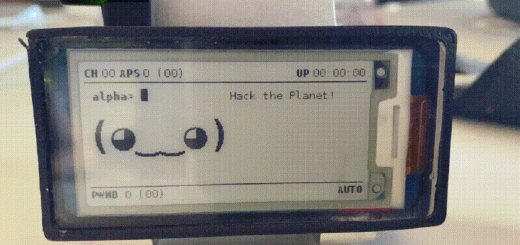 CH 00 APS 0 (00) UP 00:00:00
alpha> Hack the Planet!
PWND 0 (00) AUTO